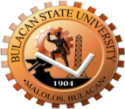 BULACAN STATE UNIVERSITY
1904
MALOLOS, BULACAN